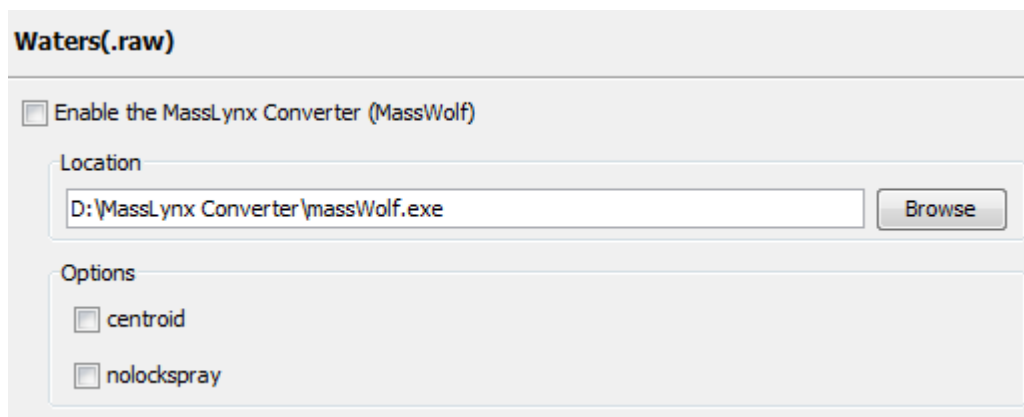 Waters(.raw)
Enable the MassLynx Converter (MassWolf)
Location
D:\MassLynx Converter\massWolf.exe
Browse
Options
centroid
nolockspray